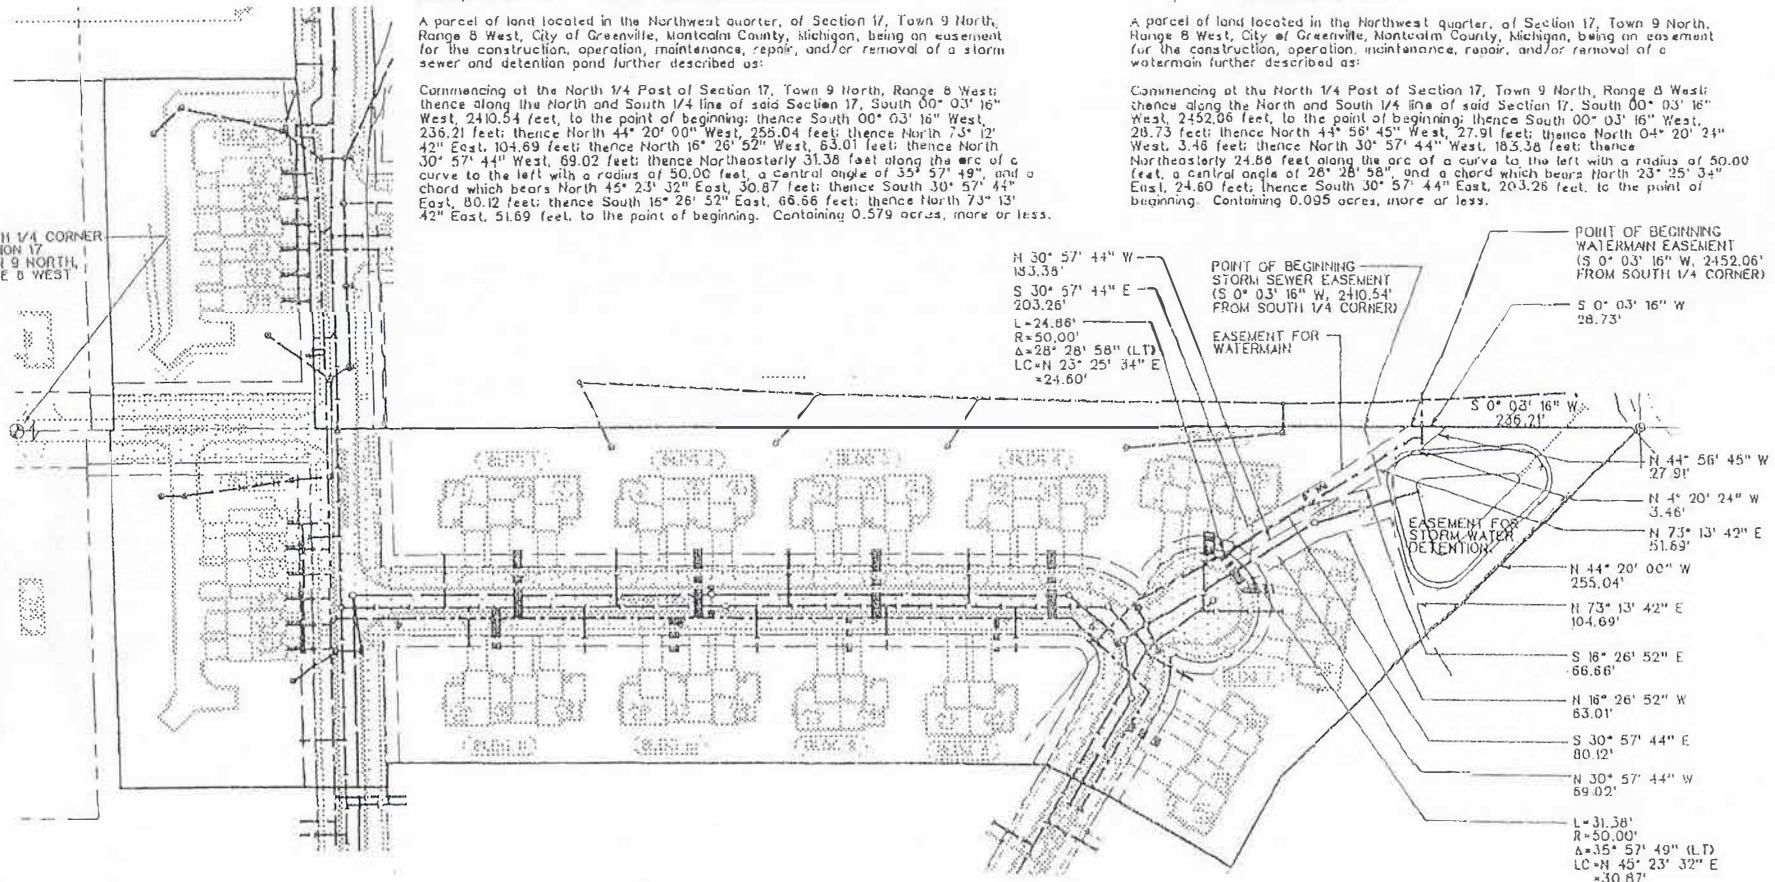 A parcel of land located in the Northwest quarter, of Section 17, Town 9 North,
Range 8 West, City of Greenville, Montcalm County, Michigan, being an easement
for the construction, operation, maintenance, repair, and/or removal of a storm
sewer and detention pond further described as:
Commencing at the North 1/4 Post of Section 17, Town 9 North, Range 8 West;
thence along the North and South 1/4 line of said Section 17, South 00° 03' 16"
West, 2410.54 feet, to the point of beginning; thence South 00° 03' 16" West,
236.21 feet; thence North 44° 20' 00" West, 255.04 feet; thence North 73° 12'
42" East, 104.69 feet; thence North 16° 26' 52" West, 63.01 feet; thence North
30° 57' 44" West, 69.02 feet; thence Northeasterly 31.38 feet along the arc of a
curve to the left with a radius of 50.00 feet, a central angle of 35° 57' 49", and a
chord which bears North 45° 23' 32" East, 30.87 feet; thence South 30° 57' 44"
East, 80.12 feet; thence South 16° 26' 52" East, 66.66 feet; thence North 73° 13'
42" East, 51.69 feet, to the point of beginning. Containing 0.579 acres, more or less.
A parcel of land located in the Northwest quarter, of Section 17, Town 9 North,
Range 8 West, City of Greenville, Montcalm County, Michigan, being an easement
for the construction, operation, maintenance, repair, and/or removal of a
watermain further described as:
Commencing at the North 1/4 Post of Section 17, Town 9 North, Range 8 West;
thence along the North and South 1/4 line of said Section 17, South 00° 03' 16"
West, 2452.06 feet, to the point of beginning; thence South 00° 03' 16" West,
28.73 feet; thence North 44° 56' 45" West, 27.91 feet; thence North 04° 20' 24"
West, 3.46 feet; thence North 30° 57' 44" West, 183.38 feet; thence
Northeasterly 24.86 feet along the arc of a curve to the left with a radius of 50.00
feet, a central angle of 28° 28' 58", and a chord which bears North 23° 25' 34"
East, 24.60 feet; thence South 30° 57' 44" East, 203.26 feet, to the point of
beginning. Containing 0.095 acres, more or less.
H 1/4 CORNER
ION 17
N 9 NORTH,
E 8 WEST
N 30° 57' 44" W
183.38'
S 30° 57' 44" E
203.26'
L=24.86'
R=50.00'
Δ=28° 28' 58" (LT)
LC=N 23° 25' 34" E
=24.60'
POINT OF BEGINNING
STORM SEWER EASEMENT
(S 0° 03' 16" W, 2410.54'
FROM SOUTH 1/4 CORNER)
EASEMENT FOR
WATERMAIN
POINT OF BEGINNING
WATERMAIN EASEMENT
(S 0° 03' 16" W, 2452.06'
FROM SOUTH 1/4 CORNER)
S 0° 03' 16" W
28.73'
S 0° 03' 16" W
236.21'
N 44° 56' 45" W
27.91'
N 4° 20' 24" W
3.46'
N 73° 13' 42" E
51.69'
EASEMENT FOR
STORM WATER
DETENTION
N 44° 20' 00" W
255.04'
N 73° 13' 42" E
104.69'
S 16° 26' 52" E
66.66'
N 16° 26' 52" W
63.01'
S 30° 57' 44" E
80.12'
N 30° 57' 44" W
69.02'
L=31.38'
R=50.00'
Δ=35° 57' 49" (LT)
LC=N 45° 23' 32" E
=30.87'